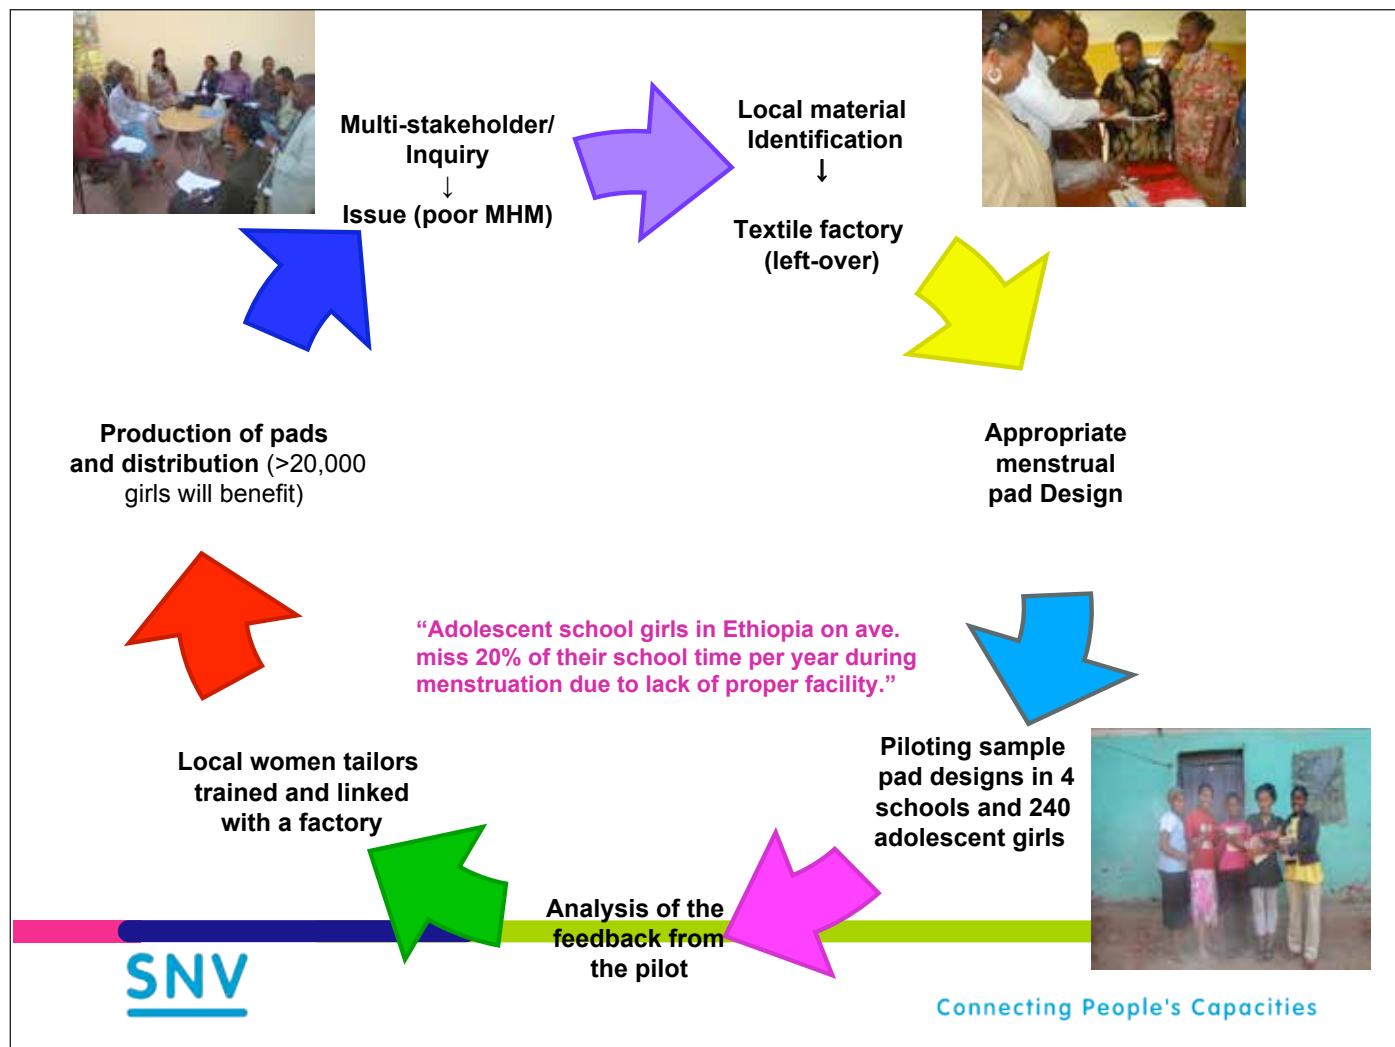 Multi-stakeholder/
Inquiry
↓
Issue (poor MHM)
Local material
Identification
↓
Textile factory
(left-over)
Appropriate
menstrual
pad Design
Piloting sample
pad designs in 4
schools and 240
adolescent girls
Analysis of the
feedback from
the pilot
Local women tailors
trained and linked
with a factory
Production of pads
and distribution (>20,000
girls will benefit)
“Adolescent school girls in Ethiopia on ave.
miss 20% of their school time per year during
menstruation due to lack of proper facility.”
SNV
Connecting People's Capacities